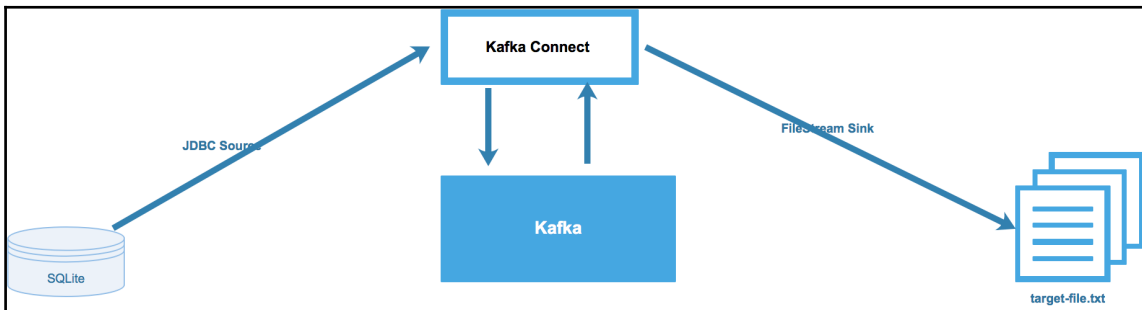 Kafka Connect
JDBC Source
FileStream Sink
Kafka
SQLite
target-file.txt